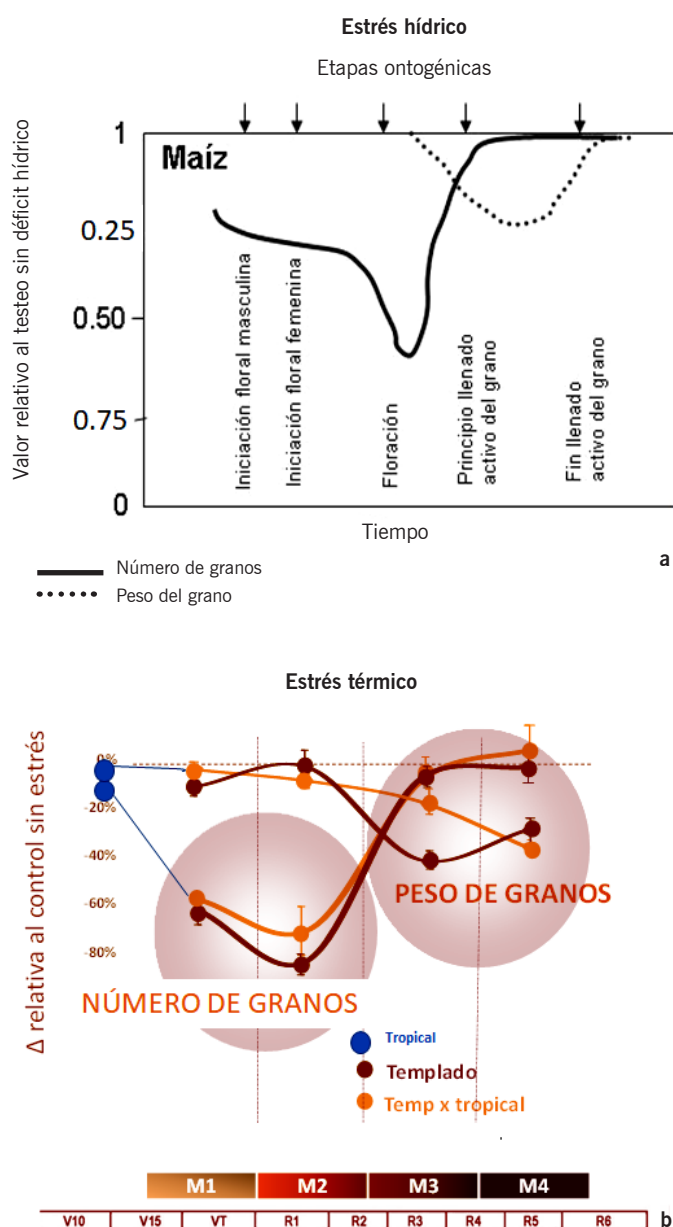 Estrés hídrico
Etapas ontogénicas
Valor relativo al testeo sin déficit hídrico
1
0.25
0.50
0.75
0
Maíz
Iniciación floral masculina
Iniciación floral femenina
Floración
Principio llenado
activo del grano
Fin llenado
activo del grano
Tiempo
a
Número de granos
Peso del grano
Estrés térmico
Δ relativa al control sin estrés
0%
-20%
-40%
-60%
-80%
PESO DE GRANOS
NÚMERO DE GRANOS
Tropical
Templado
Temp x tropical
M1 M2 M3 M4
V10 V15 VT R1 R2 R3 R4 R5 R6
b